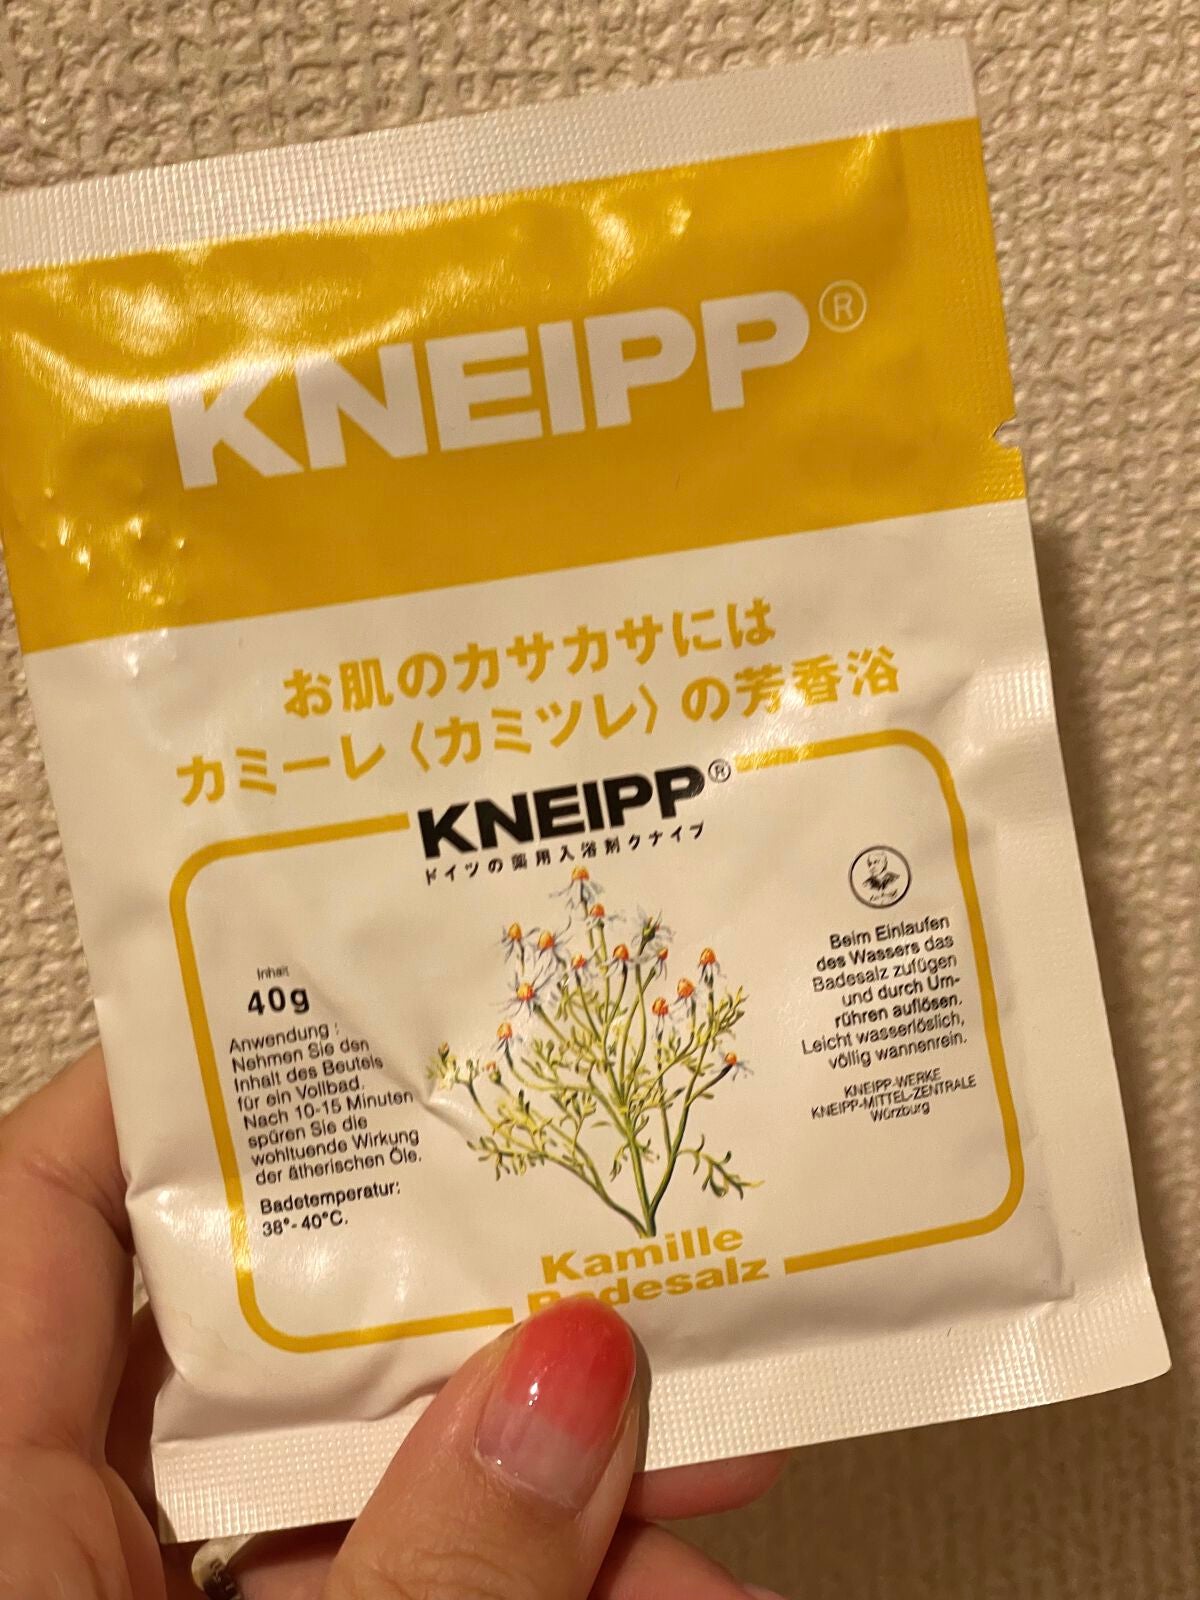 KNEIPP®
お肌のカサカサには
カミーレ〈カミツレ〉の芳香浴
KNEIPP®
ドイツの薬用入浴剤クナイプ
Inhalt
40g
Anwendung:
Nehmen Sie den
Inhalt des Beutels
für ein Vollbad.
Nach 10-15 Minuten
spüren Sie die
wohltuende Wirkung
der ätherischen Öle.
Badetemperatur:
38°-40°C.
Beim Einlaufen
des Wassers das
Badesalz zufügen
und durch Um-
rühren auflösen.
Leicht wasserlöslich,
völlig wannenrein.
KNEIPP-WERKE
KNEIPP-MITTEL-ZENTRALE
Würzburg
Kamille
Badesalz